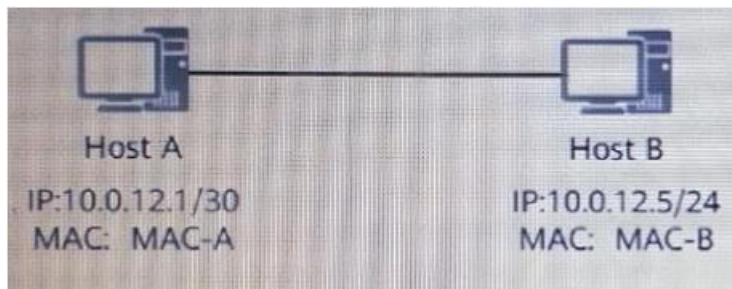 Host A
Host B
IP:10.0.12.1/30
IP:10.0.12.5/24
MAC: MAC-A
MAC: MAC-B